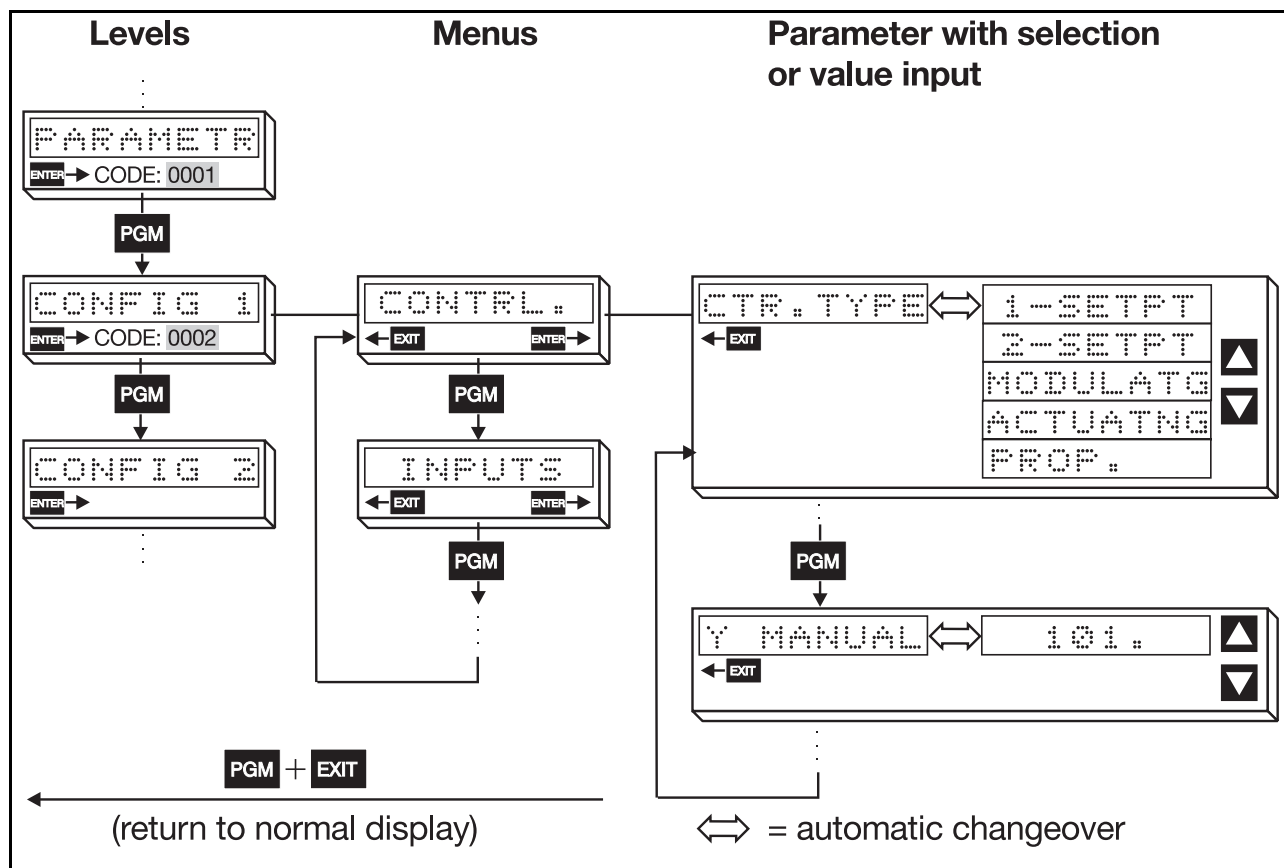 Levels
Menus
Parameter with selection
or value input
PARAMETR
ENTER CODE: 0001
PGM
CONFIG 1
ENTER CODE: 0002
PGM
CONFIG 2
ENTER
CONTRL.
EXIT ENTER
PGM
INPUTS
EXIT ENTER
PGM
CTR.TYPE
EXIT
1-SETPT
2-SETPT
MODULATG
ACTUATNG
PROP.
PGM
Y MANUAL 101.
EXIT
PGM + EXIT
(return to normal display)
= automatic changeover